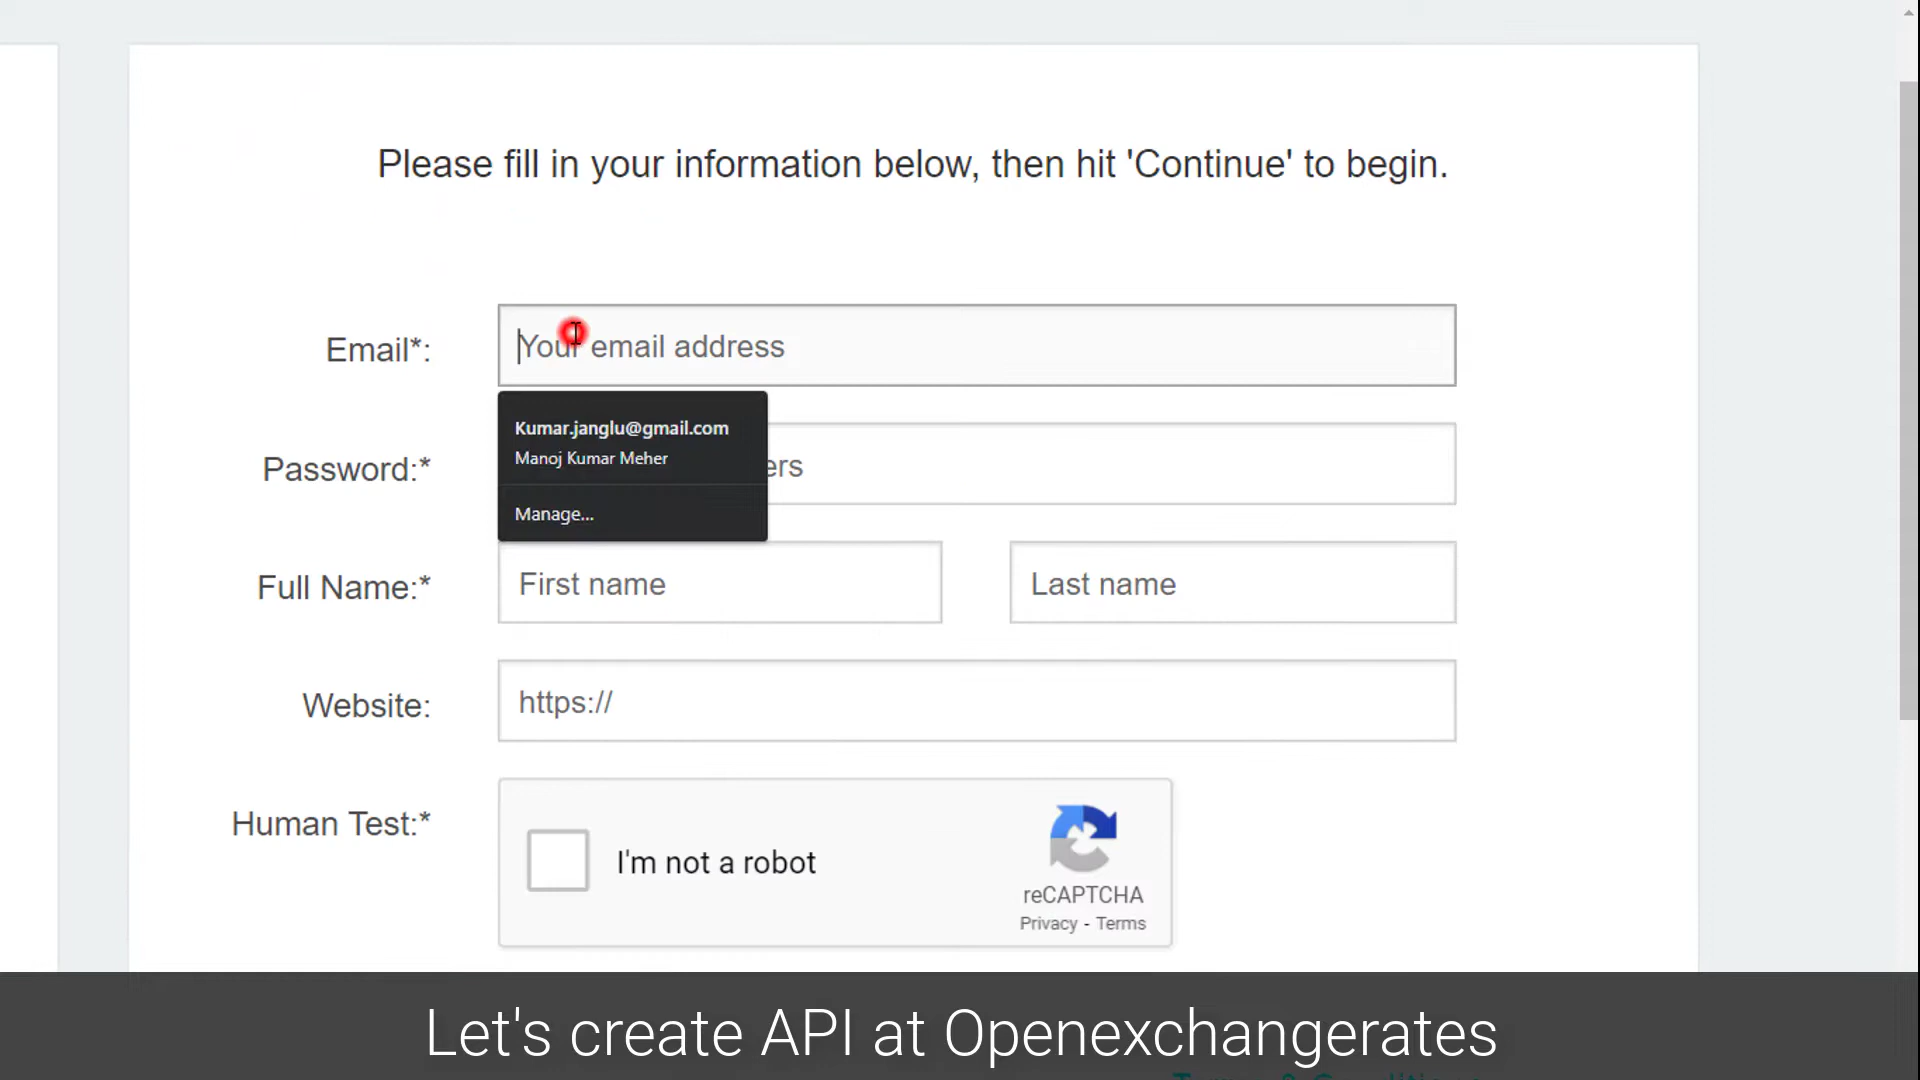 Please fill in your information below, then hit 'Continue' to begin.
Email*:
Your email address
Kumar.janglu@gmail.com
Manoj Kumar Meher
Manage...
Password:*
ers
Full Name:*
First name
Last name
Website:
https://
Human Test:*
I'm not a robot
reCAPTCHA
Privacy - Terms
Let's create API at Openexchangerates